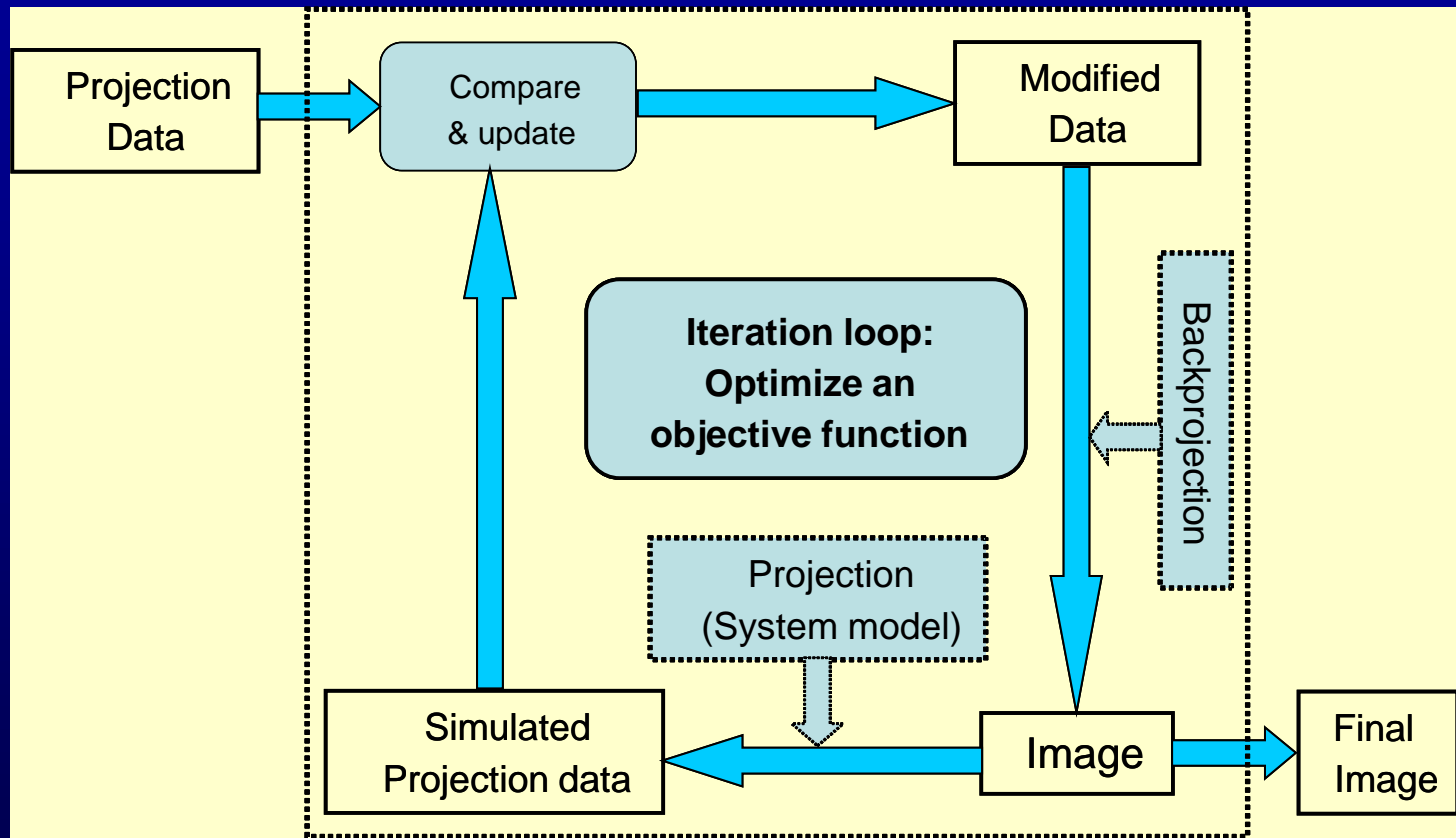 Projection
Data
Compare
& update
Modified
Data
Iteration loop:
Optimize an
objective function
Backprojection
Projection
(System model)
Simulated
Projection data
Image
Final
Image